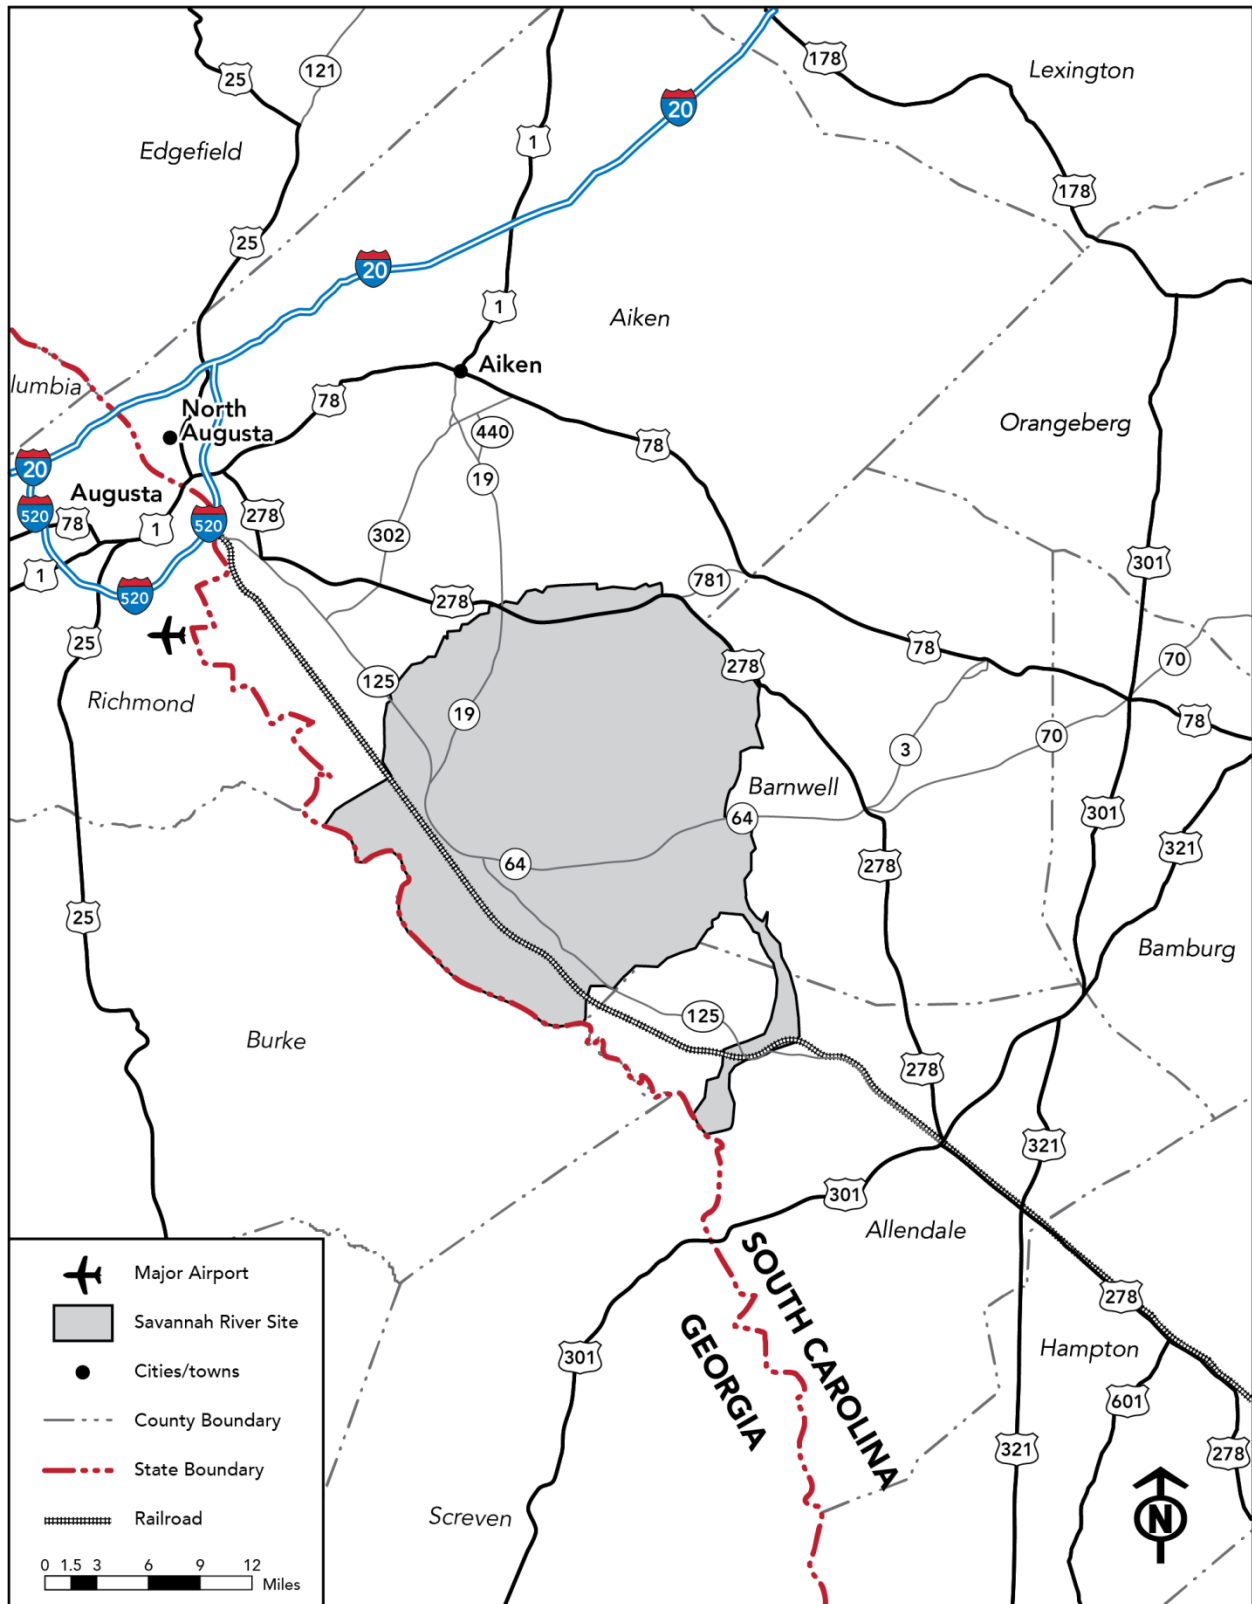 178
Lexington
25
121
20
1
Edgefield
178
25
20
1
Aiken
lumbia
Aiken
78
North
Augusta
440
78
Orangeberg
20
19
Augusta
520
78
1
278
520
302
1
520
301
278
781
25
78
70
278
125
Richmond
19
78
70
3
Barnwell
301
64
321
64
278
25
Bamburg
125
Burke
278
321
301
Allendale
SOUTH CAROLINA
GEORGIA
278
301
Hampton
601
321
278
Screven
N
Major Airport
Savannah River Site
Cities/towns
County Boundary
State Boundary
Railroad
0 1.5 3 6 9 12
Miles